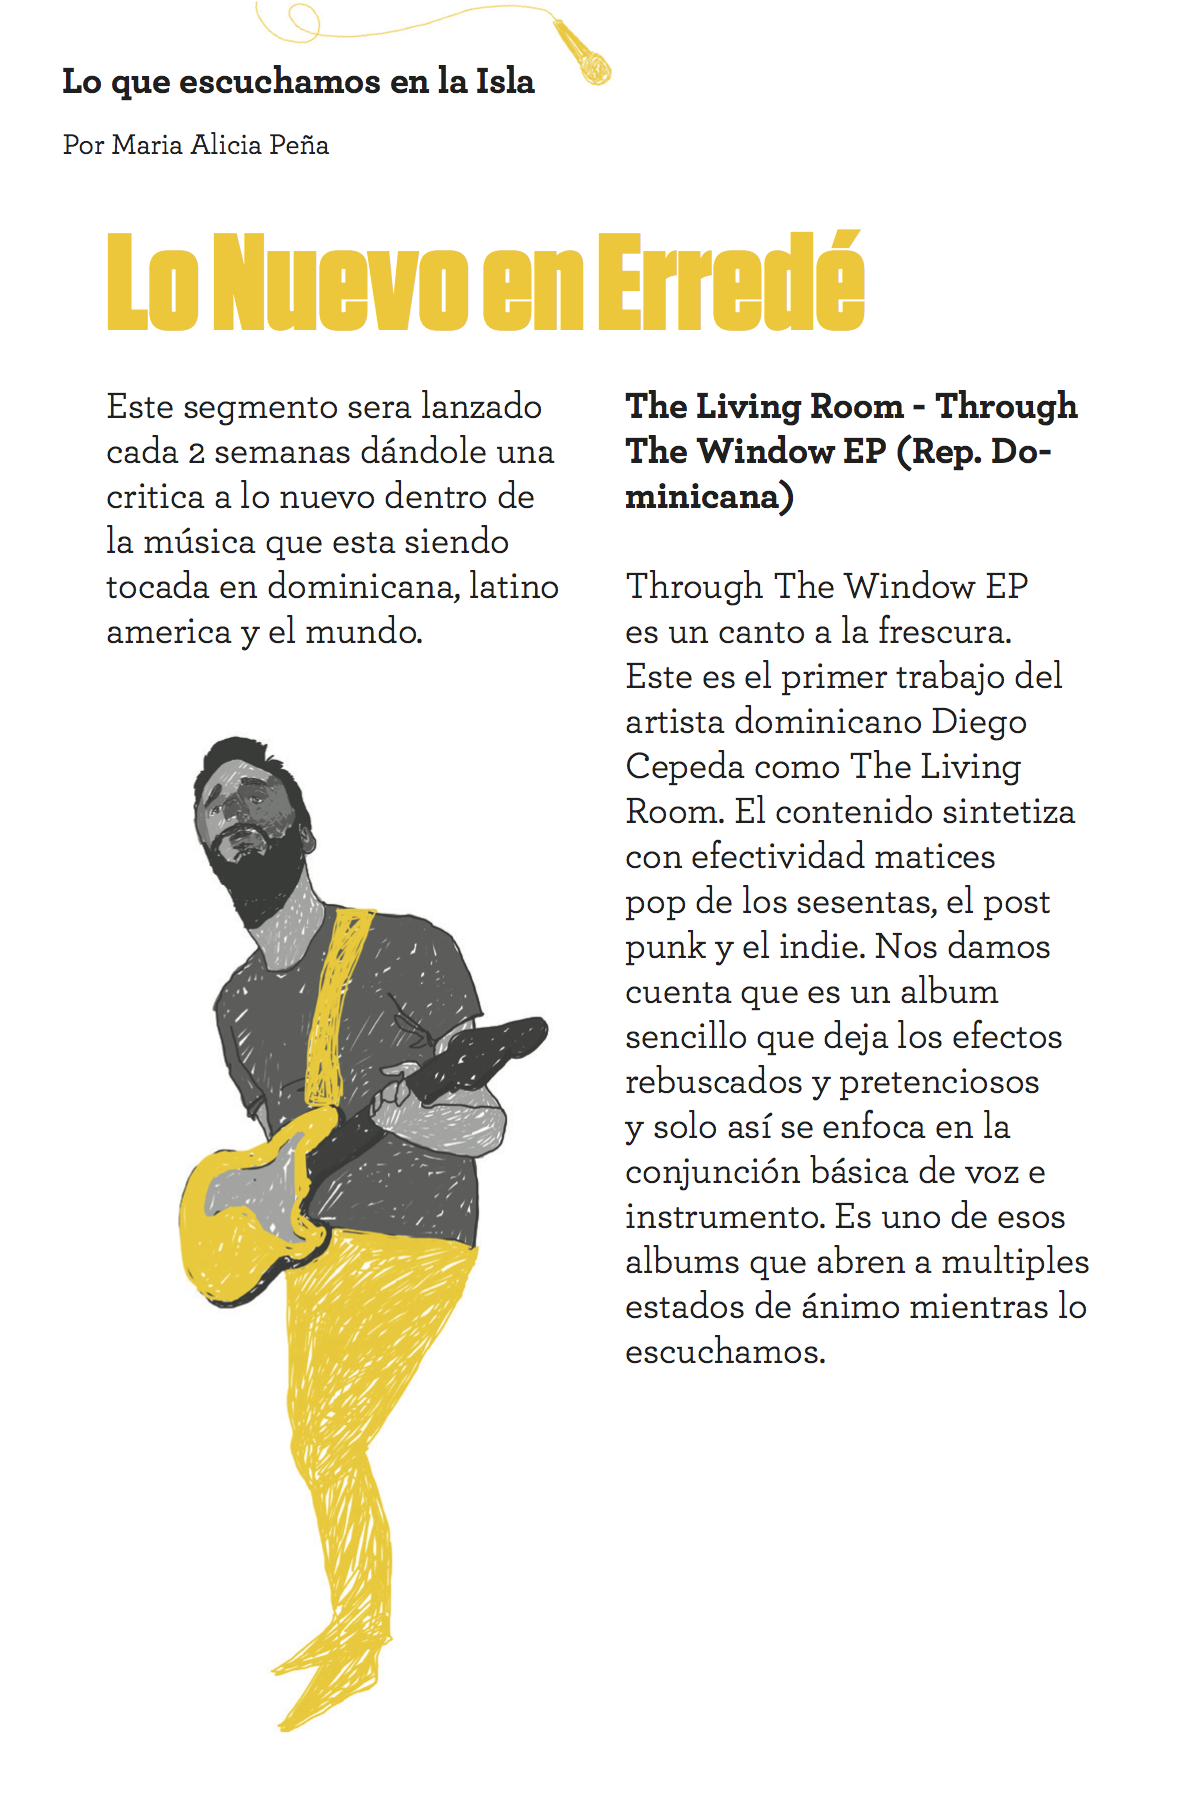 Lo que escuchamos en la Isla
Por Maria Alicia Peña
Lo Nuevo en Erredé
Este segmento sera lanzado
cada 2 semanas dándole una
critica a lo nuevo dentro de
la música que esta siendo
tocada en dominicana, latino
america y el mundo.
The Living Room - Through
The Window EP (Rep. Do-
minicana)
Through The Window EP
es un canto a la frescura.
Este es el primer trabajo del
artista dominicano Diego
Cepeda como The Living
Room. El contenido sintetiza
con efectividad matices
pop de los sesentas, el post
punk y el indie. Nos damos
cuenta que es un album
sencillo que deja los efectos
rebuscados y pretenciosos
y solo así se enfoca en la
conjunción básica de voz e
instrumento. Es uno de esos
albums que abren a multiples
estados de ánimo mientras lo
escuchamos.